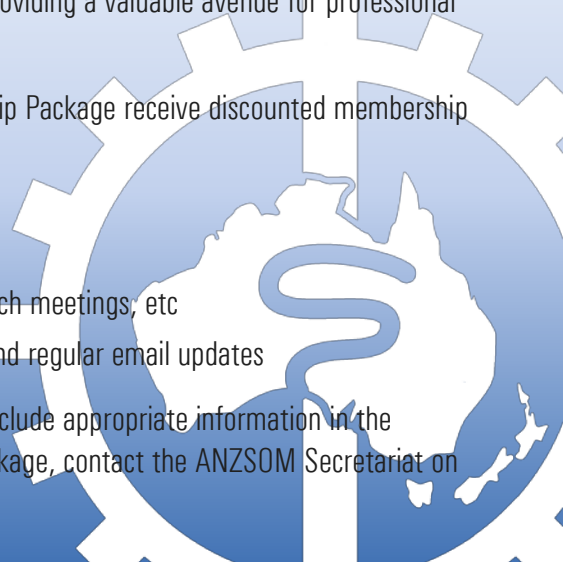 oviding a valuable avenue for professional
ip Package receive discounted membership
ch meetings, etc
nd regular email updates
clude appropriate information in the
kage, contact the ANZSOM Secretariat on